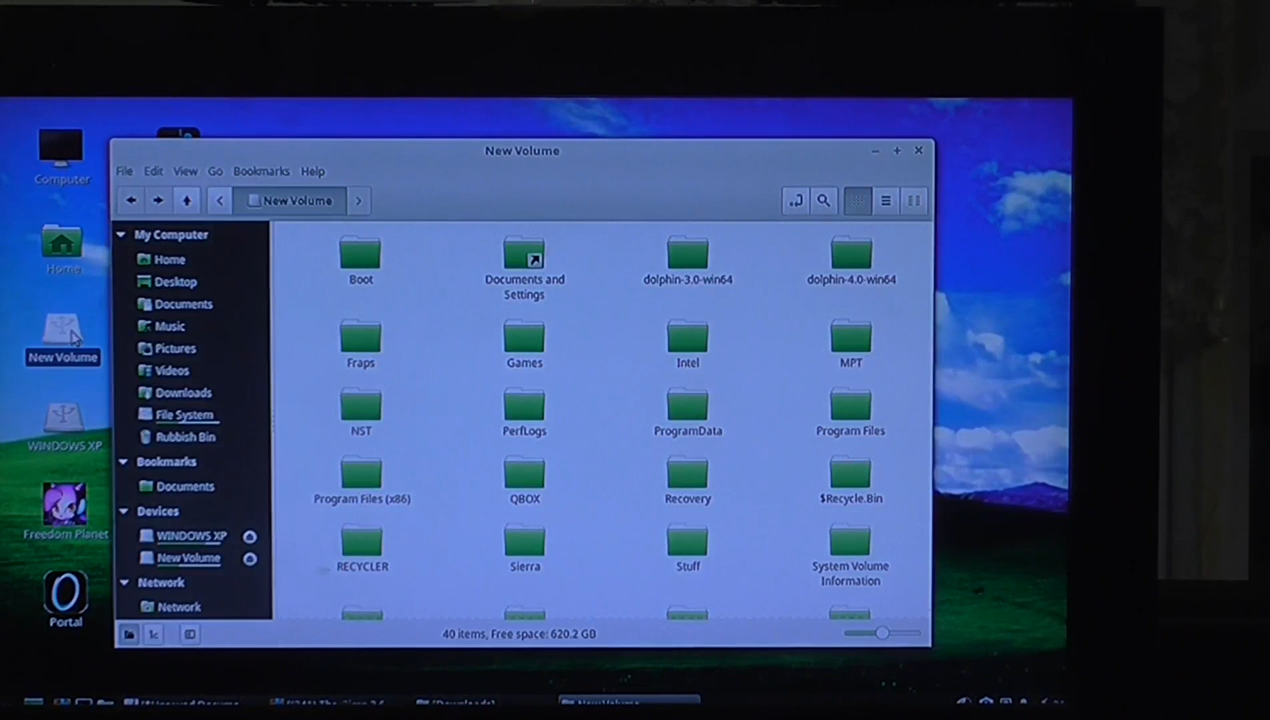 New Volume
File Edit View Go Bookmarks Help
New Volume
Computer
Home
New Volume
WINDOWS XP
Freedom Planet
Portal
My Computer
Home
Desktop
Documents
Music
Pictures
Videos
Downloads
File System
Rubbish Bin
Bookmarks
Documents
Devices
WINDOWS XP
New Volume
Network
Network
Boot
Documents and
Settings
dolphin-3.0-win64
dolphin-4.0-win64
Fraps
Games
Intel
MPT
NST
PerfLogs
ProgramData
Program Files
Program Files (x86)
QBOX
Recovery
$Recycle.Bin
RECYCLER
Sierra
Stuff
System Volume
Information
40 items, Free space: 620.2 GB
[Downloads]
New Volume